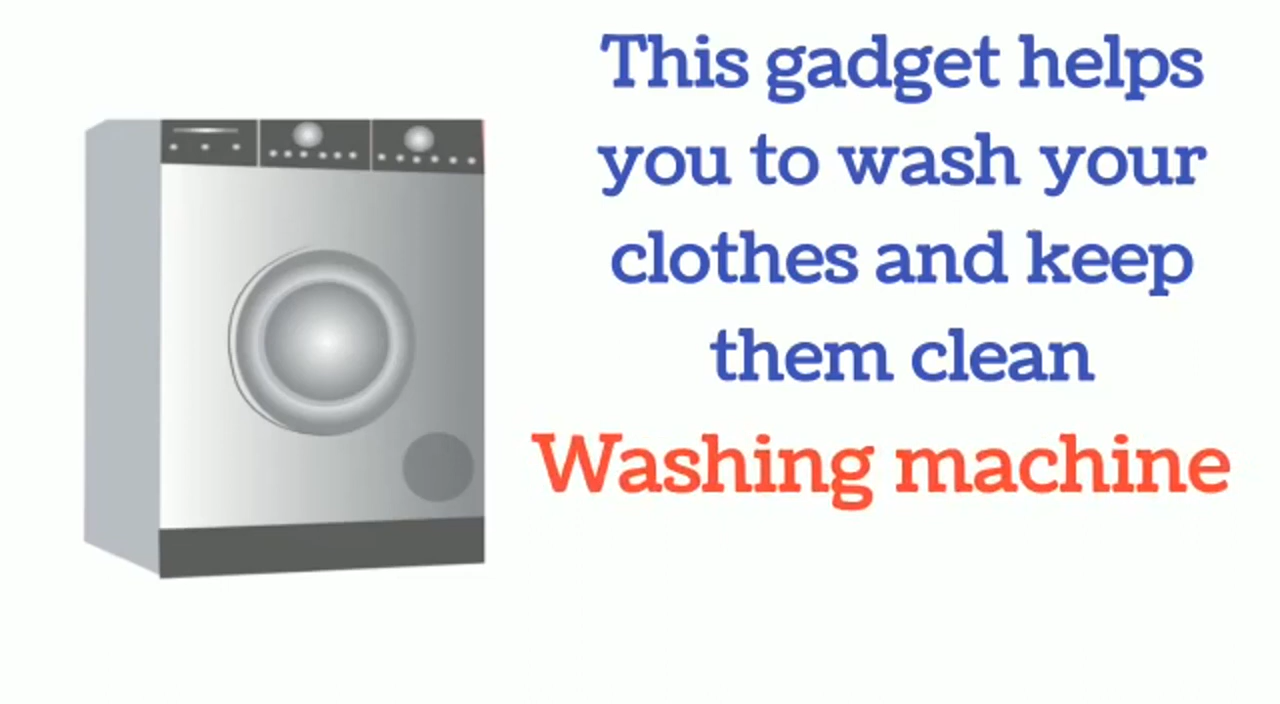 This gadget helps
you to wash your
clothes and keep
them clean
Washing machine